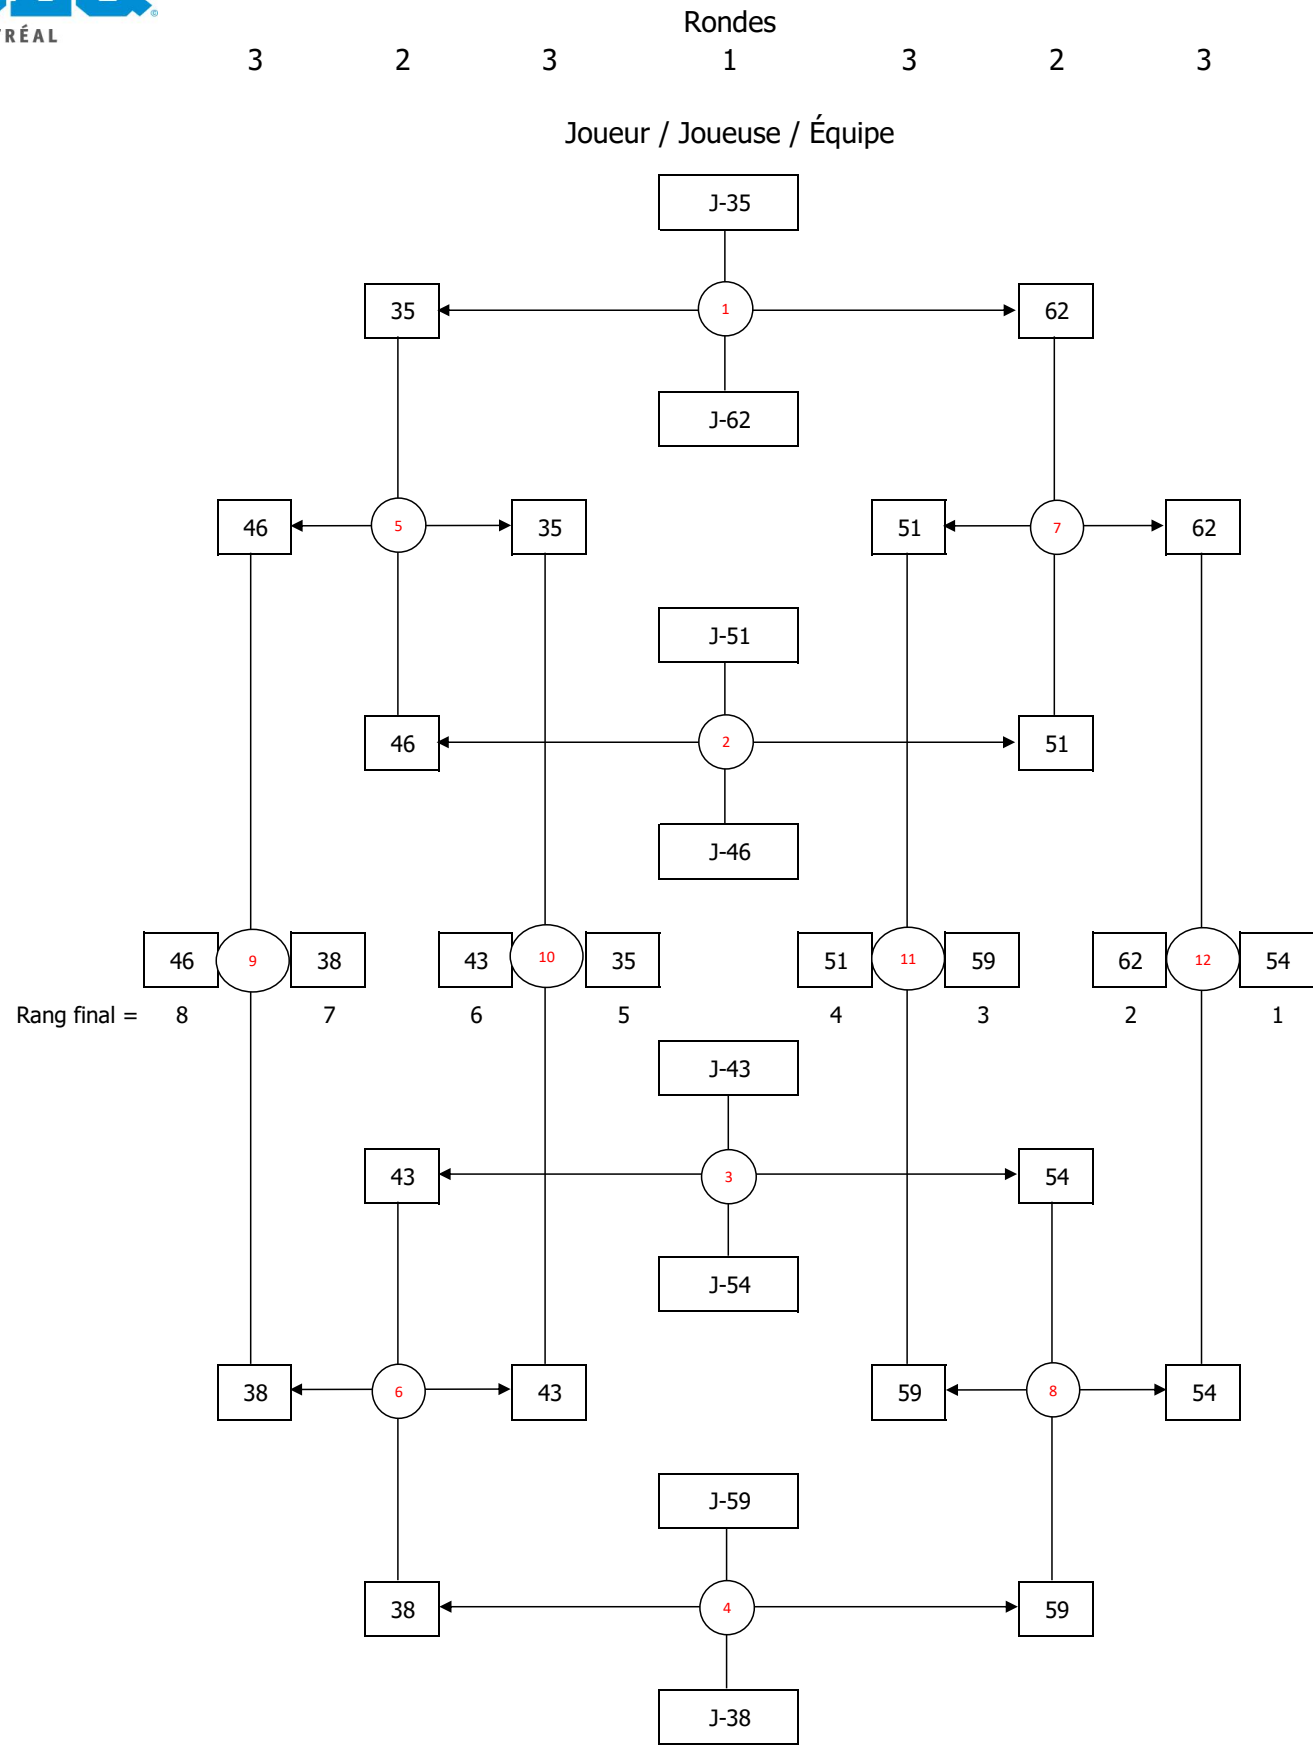 RÉAL
Rondes
3 2 3 1 3 2 3
Joueur / Joueuse / Équipe
J-35
35 1 62
J-62
46 5 35 51 7 62
J-51
46 2 51
J-46
46 9 38 43 10 35 51 11 59 62 12 54
Rang final = 8 7 6 5 4 3 2 1
J-43
43 3 54
J-54
38 6 43 59 8 54
J-59
38 4 59
J-38